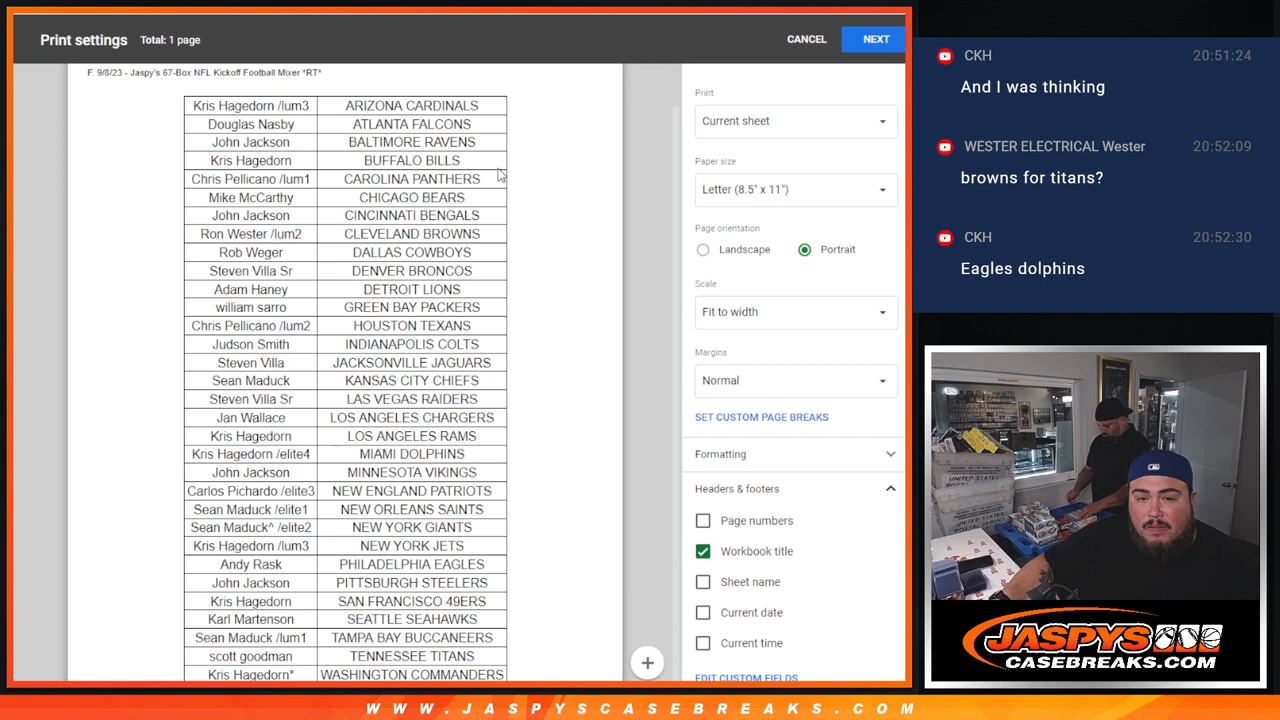 Print settings Total: 1 page CANCEL NEXT
F. 9/8/23 - Jaspy's 67-Box NFL Kickoff Football Mixer *RT*
Kris Hagedorn /lum3 ARIZONA CARDINALS
Douglas Nasby ATLANTA FALCONS
John Jackson BALTIMORE RAVENS
Kris Hagedorn BUFFALO BILLS
Chris Pellicano /lum1 CAROLINA PANTHERS
Mike McCarthy CHICAGO BEARS
John Jackson CINCINNATI BENGALS
Ron Wester /lum2 CLEVELAND BROWNS
Rob Weger DALLAS COWBOYS
Steven Villa Sr DENVER BRONCOS
Adam Haney DETROIT LIONS
william sarro GREEN BAY PACKERS
Chris Pellicano /lum2 HOUSTON TEXANS
Judson Smith INDIANAPOLIS COLTS
Steven Villa JACKSONVILLE JAGUARS
Sean Maduck KANSAS CITY CHIEFS
Steven Villa Sr LAS VEGAS RAIDERS
Jan Wallace LOS ANGELES CHARGERS
Kris Hagedorn LOS ANGELES RAMS
Kris Hagedorn /elite4 MIAMI DOLPHINS
John Jackson MINNESOTA VIKINGS
Carlos Pichardo /elite3 NEW ENGLAND PATRIOTS
Sean Maduck /elite1 NEW ORLEANS SAINTS
Sean Maduck^ /elite2 NEW YORK GIANTS
Kris Hagedorn /lum3 NEW YORK JETS
Andy Rask PHILADELPHIA EAGLES
John Jackson PITTSBURGH STEELERS
Kris Hagedorn SAN FRANCISCO 49ERS
Karl Martenson SEATTLE SEAHAWKS
Sean Maduck /lum1 TAMPA BAY BUCCANEERS
scott goodman TENNESSEE TITANS
Kris Hagedorn* WASHINGTON COMMANDERS
Print
Current sheet
Paper size
Letter (8.5" x 11")
Page orientation
Landscape Portrait
Scale
Fit to width
Margins
Normal
SET CUSTOM PAGE BREAKS
Formatting
Headers & footers
Page numbers
Workbook title
Sheet name
Current date
Current time
EDIT CUSTOM FIELDS
CKH 20:51:24
And I was thinking
WESTER ELECTRICAL Wester 20:52:09
browns for titans?
CKH 20:52:30
Eagles dolphins
UNITED STATES
JASPYS
CASEBREAKS.COM
WWW.JASPYSCASEBREAKS.COM